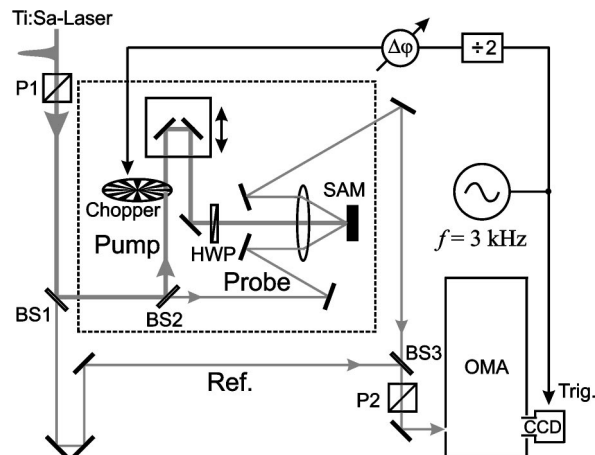 Ti:Sa-Laser
P1
Δφ
÷2
Chopper
Pump
HWP
SAM
Probe
f = 3 kHz
BS1
BS2
BS3
Ref.
P2
OMA
Trig.
CCD